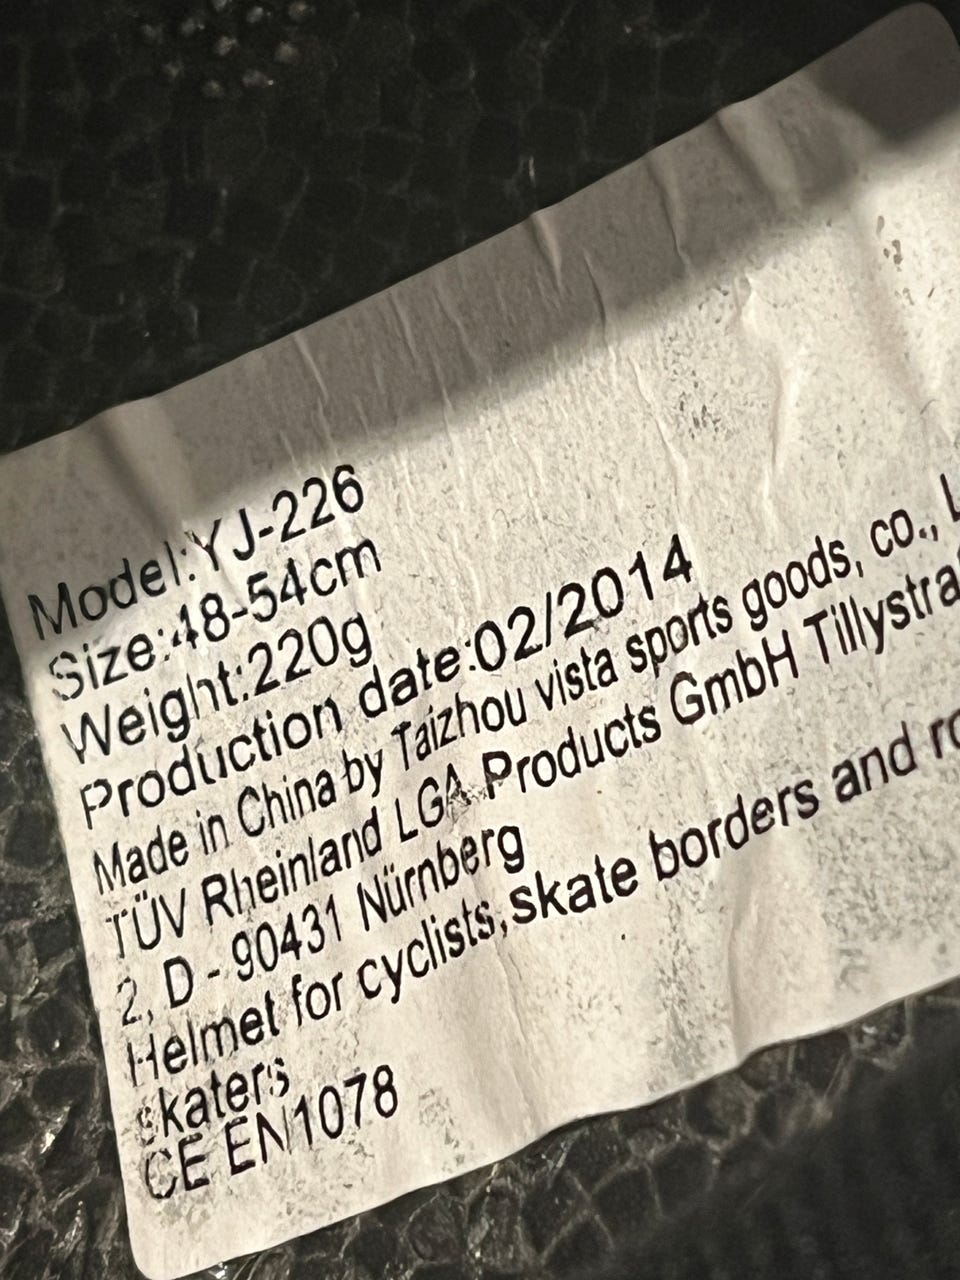 Model:YJ-226
Size:48-54cm
Weight:220g
Production date:02/2014
Made in China by Taizhou vista sports goods, co.,
TÜV Rheinland LGA Products GmbH
2, D - 90431 Nürnberg
Helmet for cyclists,skate borders and
skaters
CE EN1078